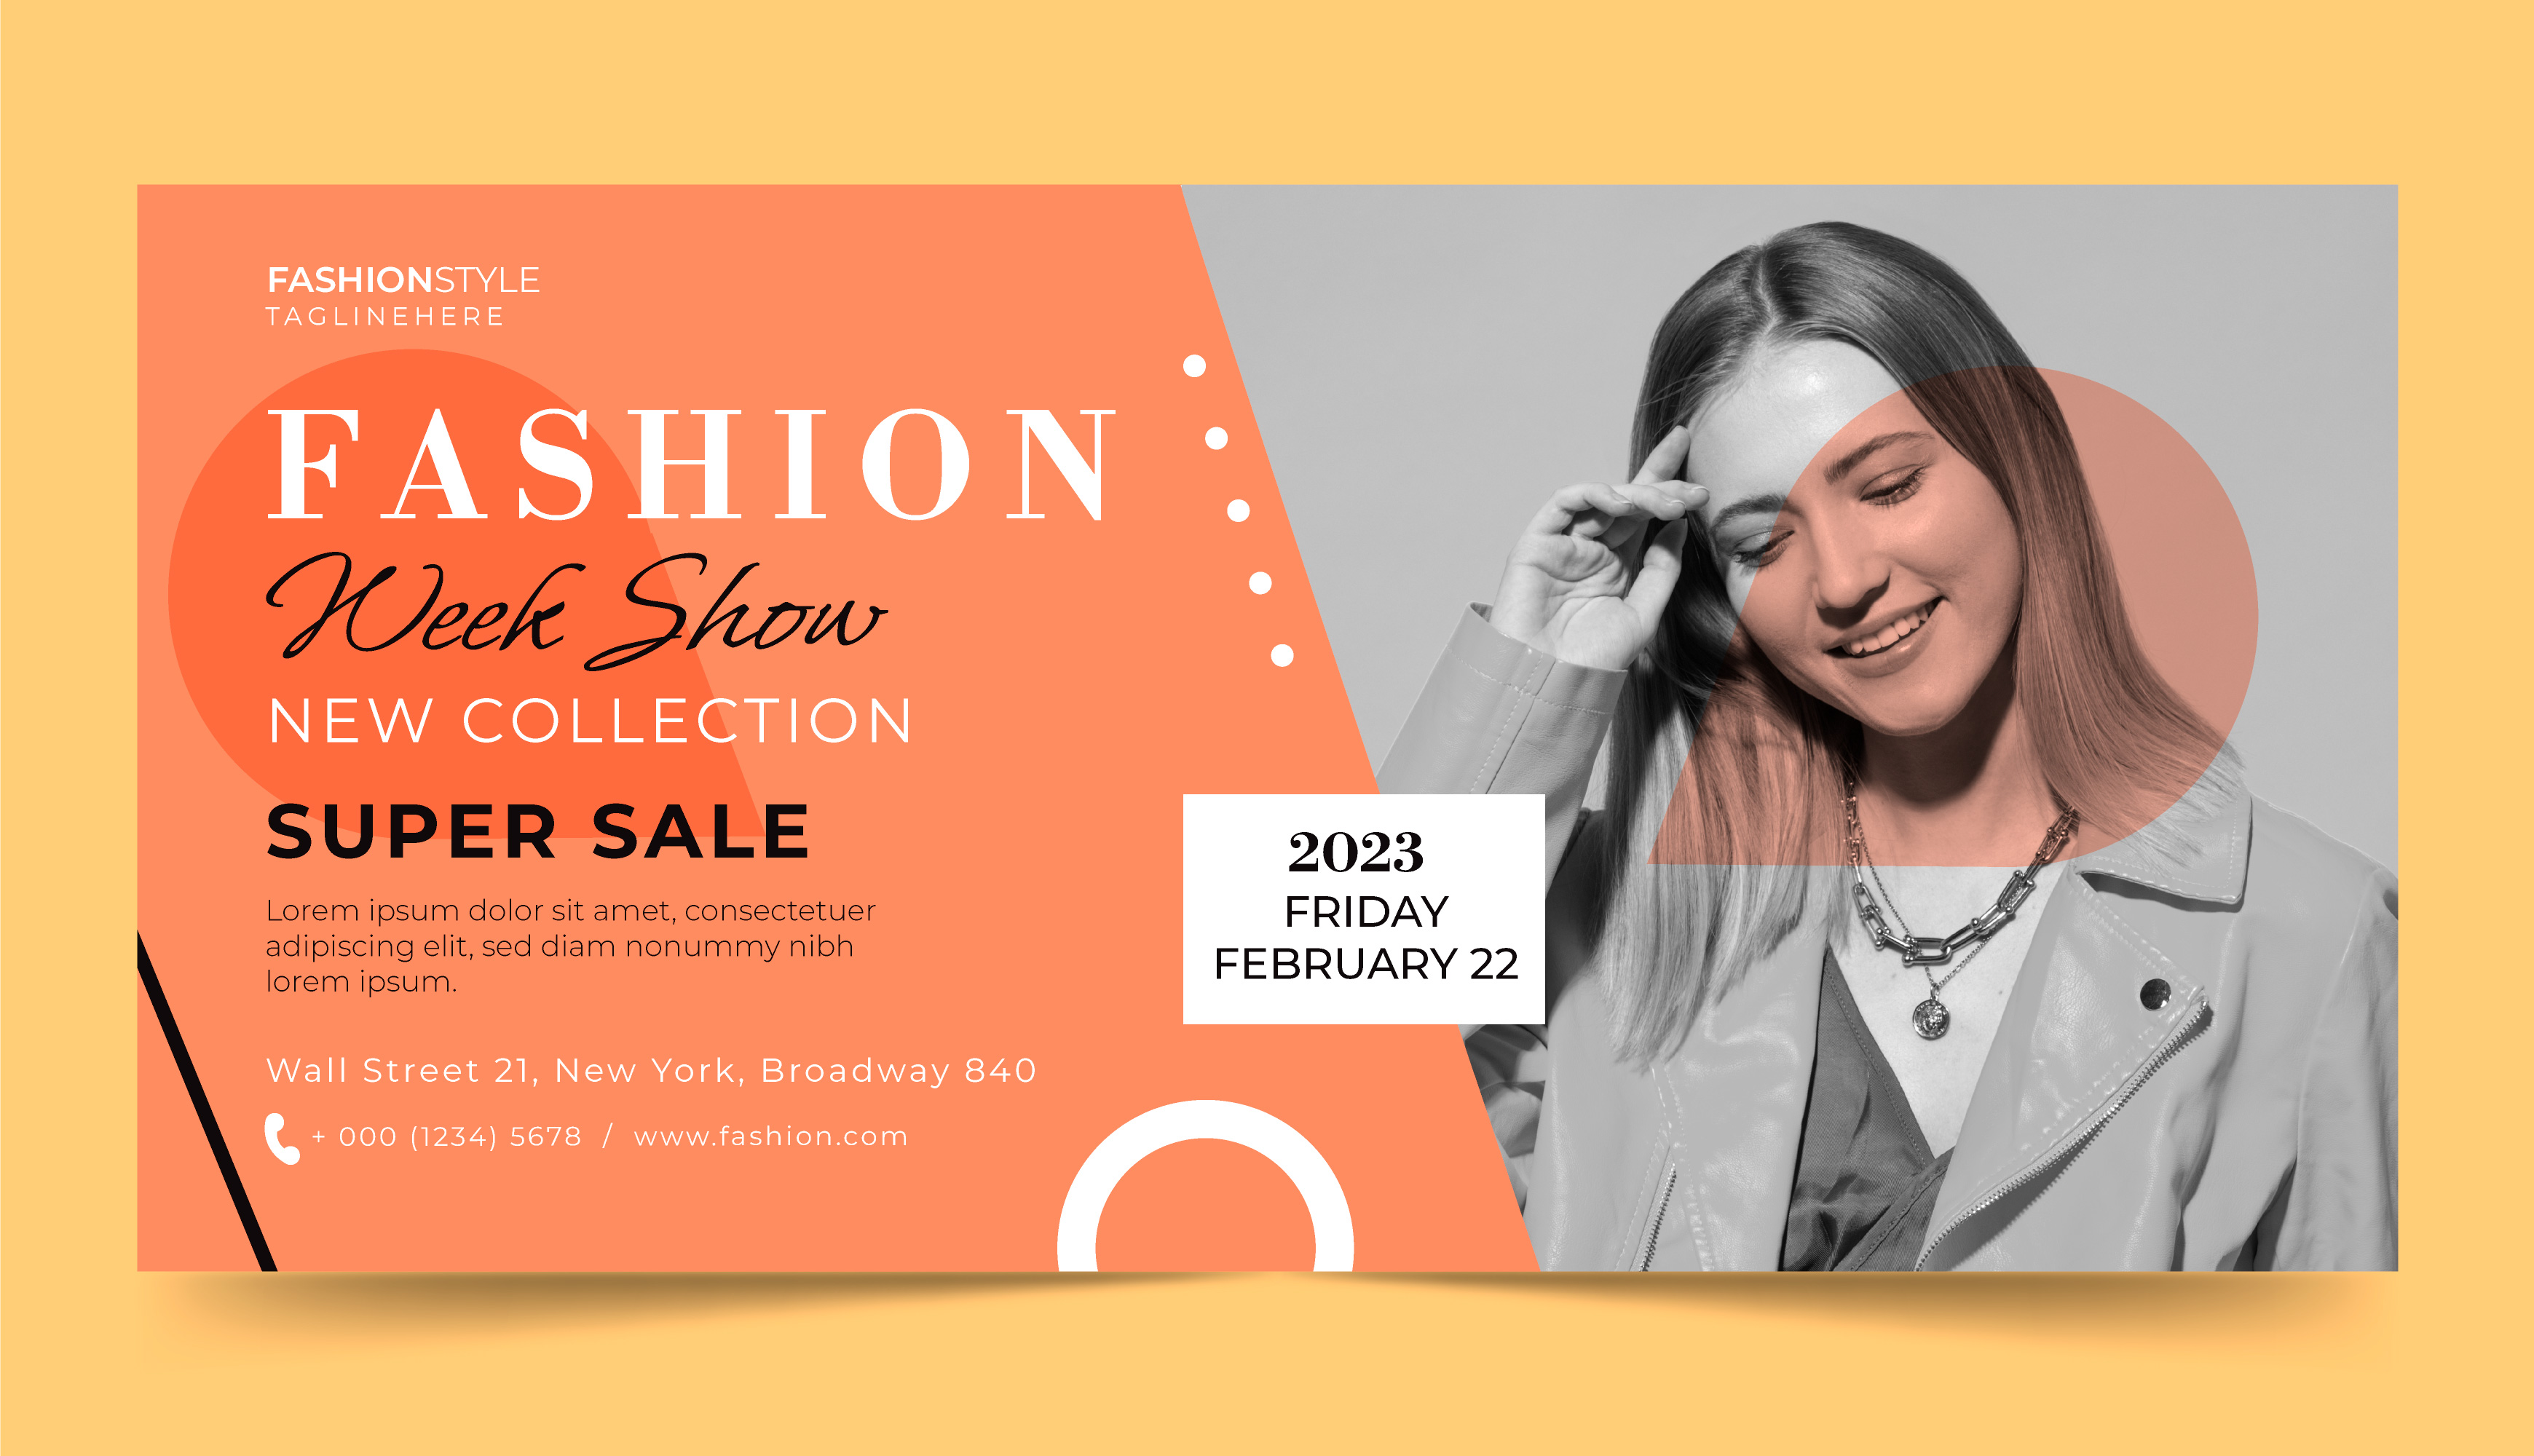 FASHIONSTYLE
TAGLINEHERE
FASHION
Week Show
NEW COLLECTION
SUPER SALE
Lorem ipsum dolor sit amet, consectetuer
adipiscing elit, sed diam nonummy nibh
lorem ipsum.
Wall Street 21, New York, Broadway 840
+ 000 (1234) 5678 / www.fashion.com
2023
FRIDAY
FEBRUARY 22